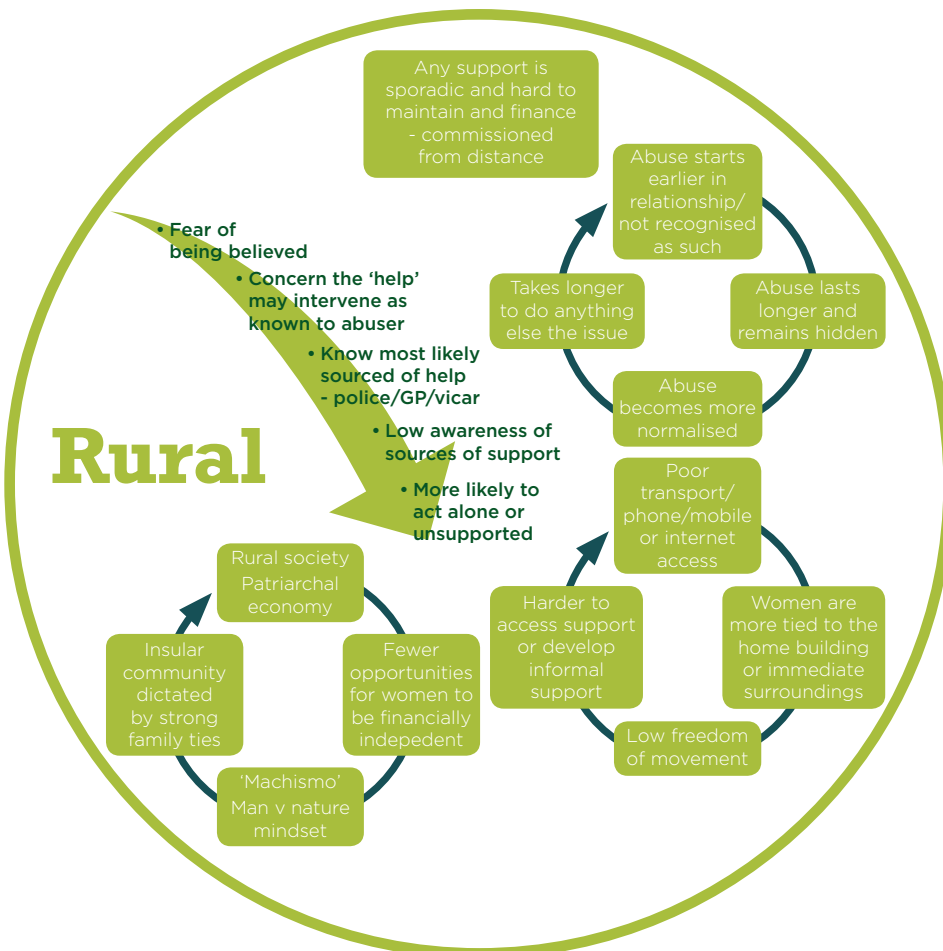 Any support is
sporadic and hard to
maintain and finance
- commissioned
from distance
Abuse starts
earlier in
relationship/
not recognised
as such
Abuse lasts
longer and
remains hidden
Abuse
becomes more
normalised
Takes longer
to do anything
else the issue
• Fear of
being believed
• Concern the ‘help’
may intervene as
known to abuser
• Know most likely
sourced of help
- police/GP/vicar
• Low awareness of
sources of support
• More likely to
act alone or
unsupported
Rural
Poor
transport/
phone/mobile
or internet
access
Women are
more tied to the
home building
or immediate
surroundings
Low freedom
of movement
Harder to
access support
or develop
informal
support
Rural society
Patriarchal
economy
Fewer
opportunities
for women to
be financially
indepedent
‘Machismo’
Man v nature
mindset
Insular
community
dictated
by strong
family ties